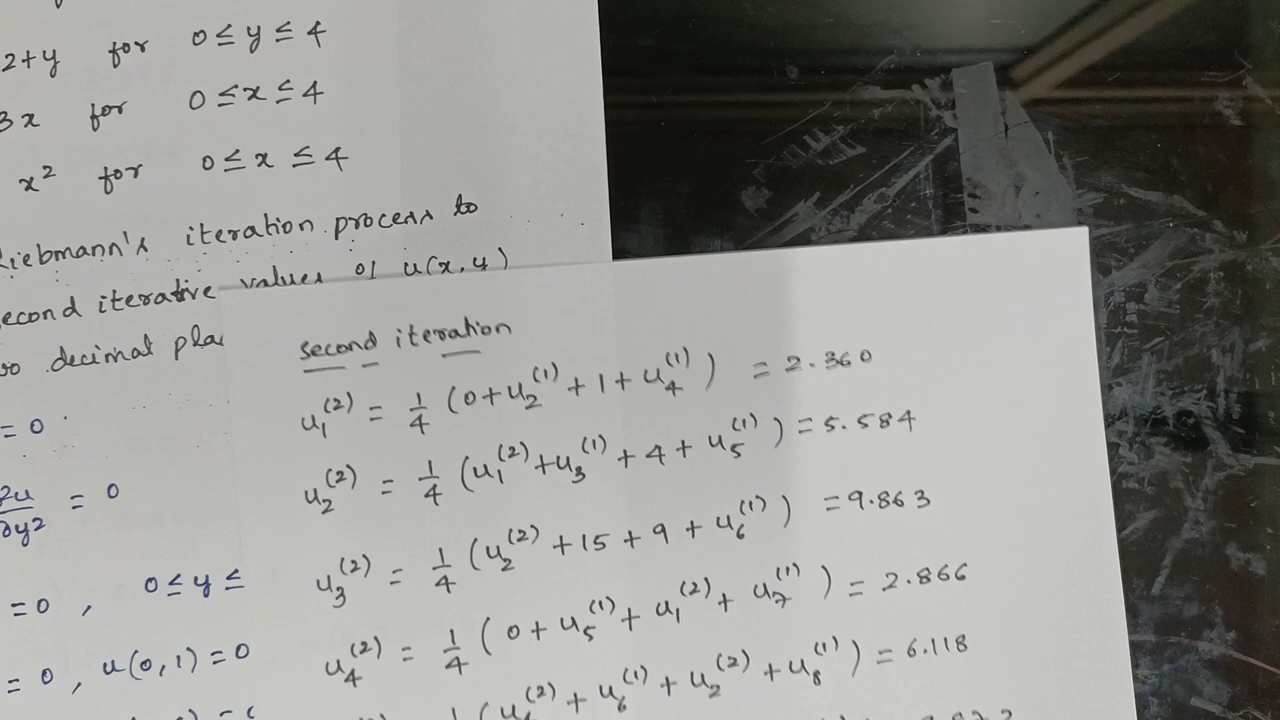 2+y for 0≤y≤4
3x for 0≤x≤4
x² for 0≤x≤4
Liebmann's iteration process to
second iterative values of u(x,y)
decimal pla
= 0
∂²u/∂y² = 0
=0 , 0≤y≤
= 0 , u(0,1)=0
second iteration
u₁⁽²⁾ = 1/4 (0+u₂⁽¹⁾+1+u₄⁽¹⁾) = 2.360
u₂⁽²⁾ = 1/4 (u₁⁽²⁾+u₃⁽¹⁾+4+u₅⁽¹⁾) = 5.584
u₃⁽²⁾ = 1/4 (u₂⁽²⁾+15+9+u₆⁽¹⁾) = 9.863
u₄⁽²⁾ = 1/4 (0+u₅⁽¹⁾+u₁⁽²⁾+u₇⁽¹⁾) = 2.866
(u₄⁽²⁾+u₆⁽¹⁾+u₂⁽²⁾+u₈⁽¹⁾) = 6.118